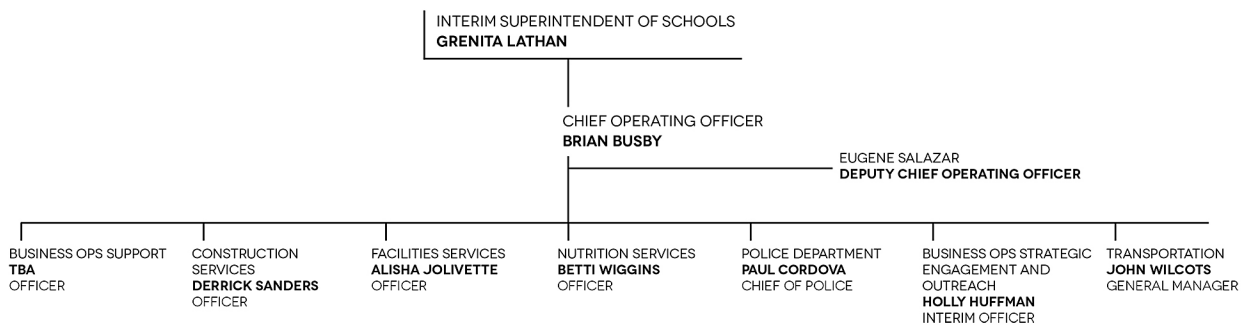 INTERIM SUPERINTENDENT OF SCHOOLS
GRENITA LATHAN
CHIEF OPERATING OFFICER
BRIAN BUSBY
EUGENE SALAZAR
DEPUTY CHIEF OPERATING OFFICER
BUSINESS OPS SUPPORT
TBA
OFFICER
CONSTRUCTION
SERVICES
DERRICK SANDERS
OFFICER
FACILITIES SERVICES
ALISHA JOLIVETTE
OFFICER
NUTRITION SERVICES
BETTI WIGGINS
OFFICER
POLICE DEPARTMENT
PAUL CORDOVA
CHIEF OF POLICE
BUSINESS OPS STRATEGIC
ENGAGEMENT AND
OUTREACH
HOLLY HUFFMAN
INTERIM OFFICER
TRANSPORTATION
JOHN WILCOTS
GENERAL MANAGER